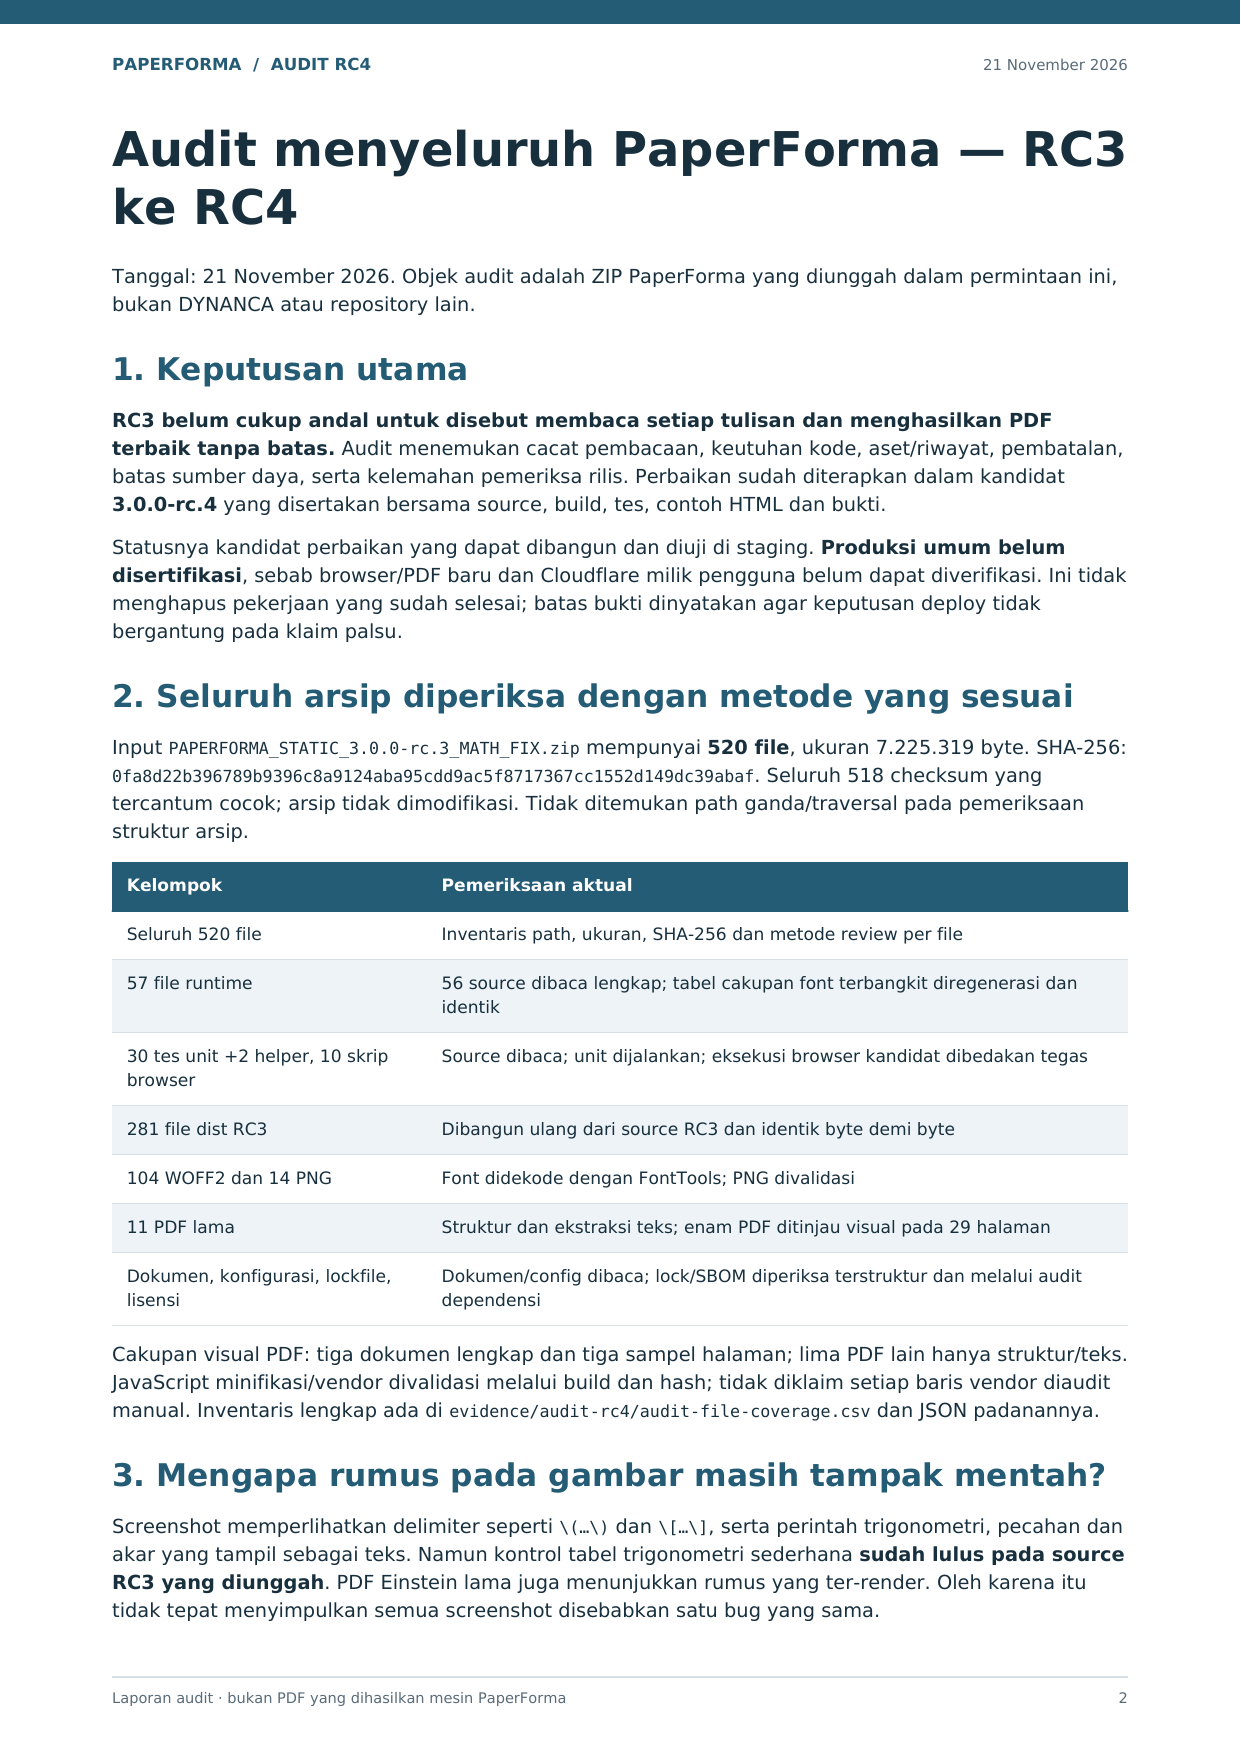 PAPERFORMA / AUDIT RC4
21 November 2026
Audit menyeluruh PaperForma — RC3
ke RC4
Tanggal: 21 November 2026. Objek audit adalah ZIP PaperForma yang diunggah dalam permintaan ini,
bukan DYNANCA atau repository lain.
1. Keputusan utama
RC3 belum cukup andal untuk disebut membaca setiap tulisan dan menghasilkan PDF
terbaik tanpa batas. Audit menemukan cacat pembacaan, keutuhan kode, aset/riwayat, pembatalan,
batas sumber daya, serta kelemahan pemeriksa rilis. Perbaikan sudah diterapkan dalam kandidat
3.0.0-rc.4 yang disertakan bersama source, build, tes, contoh HTML dan bukti.
Statusnya kandidat perbaikan yang dapat dibangun dan diuji di staging. Produksi umum belum
disertifikasi, sebab browser/PDF baru dan Cloudflare milik pengguna belum dapat diverifikasi. Ini tidak
menghapus pekerjaan yang sudah selesai; batas bukti dinyatakan agar keputusan deploy tidak
bergantung pada klaim palsu.
2. Seluruh arsip diperiksa dengan metode yang sesuai
Input PAPERFORMA_STATIC_3.0.0-rc.3_MATH_FIX.zip mempunyai 520 file, ukuran 7.225.319 byte. SHA-256:
0fa8d22b396789b9396c8a9124aba95cdd9ac5f8717367cc1552d149dc39abaf. Seluruh 518 checksum yang
tercantum cocok; arsip tidak dimodifikasi. Tidak ditemukan path ganda/traversal pada pemeriksaan
struktur arsip.
Kelompok
Pemeriksaan aktual
Seluruh 520 file
Inventaris path, ukuran, SHA-256 dan metode review per file
57 file runtime
56 source dibaca lengkap; tabel cakupan font terbangkit diregenerasi dan
identik
30 tes unit +2 helper, 10 skrip
browser
Source dibaca; unit dijalankan; eksekusi browser kandidat dibedakan tegas
281 file dist RC3
Dibangun ulang dari source RC3 dan identik byte demi byte
104 WOFF2 dan 14 PNG
Font didekode dengan FontTools; PNG divalidasi
11 PDF lama
Struktur dan ekstraksi teks; enam PDF ditinjau visual pada 29 halaman
Dokumen, konfigurasi, lockfile,
lisensi
Dokumen/config dibaca; lock/SBOM diperiksa terstruktur dan melalui audit
dependensi
Cakupan visual PDF: tiga dokumen lengkap dan tiga sampel halaman; lima PDF lain hanya struktur/teks.
JavaScript minifikasi/vendor divalidasi melalui build dan hash; tidak diklaim setiap baris vendor diaudit
manual. Inventaris lengkap ada di evidence/audit-rc4/audit-file-coverage.csv dan JSON padanannya.
3. Mengapa rumus pada gambar masih tampak mentah?
Screenshot memperlihatkan delimiter seperti \(…\) dan \[…\], serta perintah trigonometri, pecahan dan
akar yang tampil sebagai teks. Namun kontrol tabel trigonometri sederhana sudah lulus pada source
RC3 yang diunggah. PDF Einstein lama juga menunjukkan rumus yang ter-render. Oleh karena itu
tidak tepat menyimpulkan semua screenshot disebabkan satu bug yang sama.
Laporan audit · bukan PDF yang dihasilkan mesin PaperForma
2